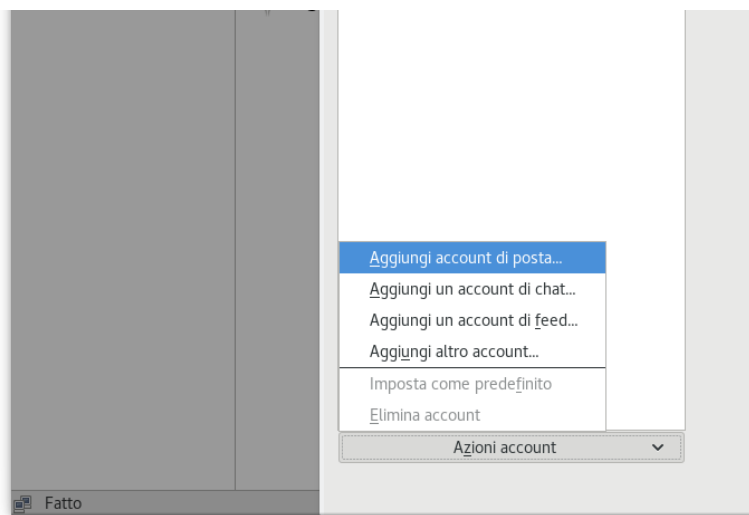 Aggiungi account di posta...
Aggiungi un account di chat...
Aggiungi un account di feed...
Aggiungi altro account...
Imposta come predefinito
Elimina account
Azioni account
Fatto